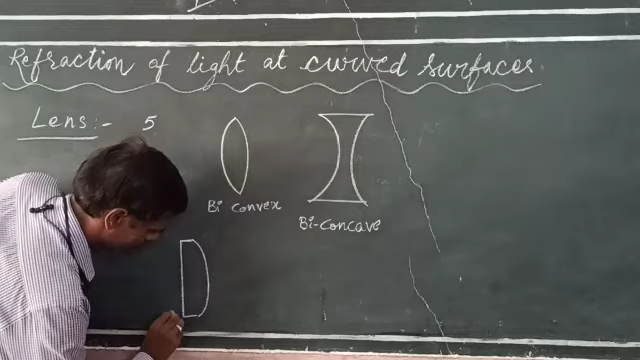 Refraction of light at curved surfaces.
Lens:- 5
Bi convex
Bi-concave